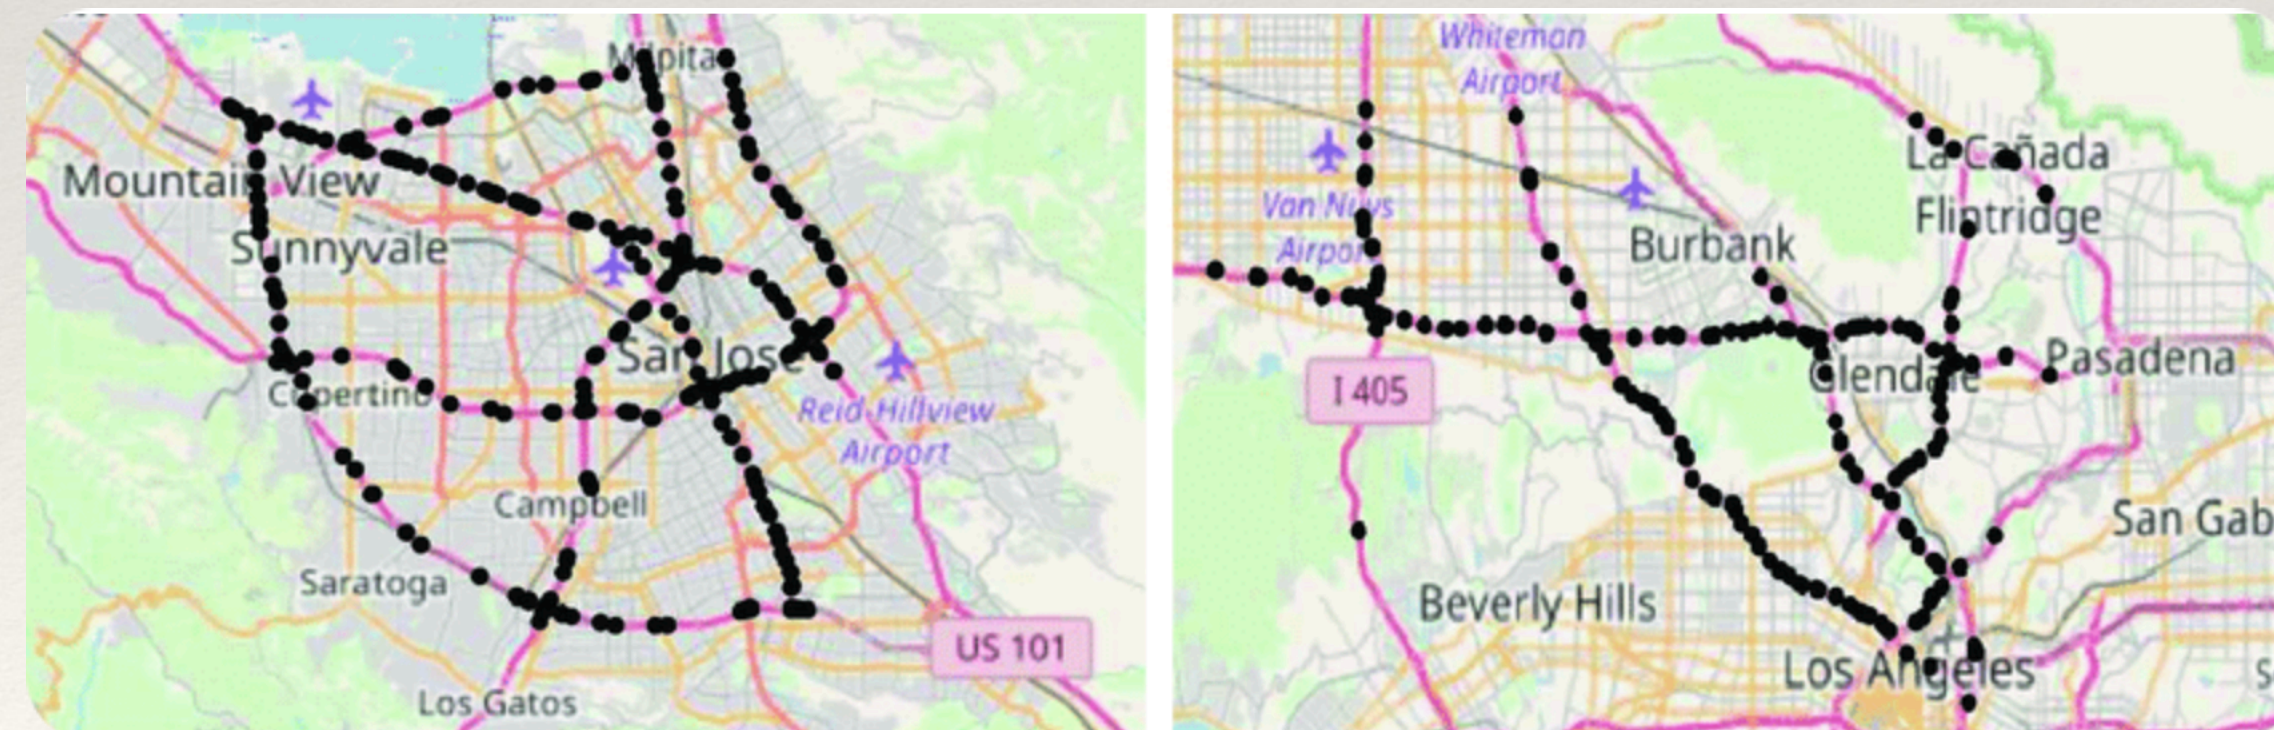 Milpita
Mountain View
Sunnyvale
San Jose
Cupertino
Reid-Hillview
Airport
Campbell
Saratoga
US 101
Los Gatos
Whiteman
Airport
La Cañada
Flintridge
Van Nuys
Airport
Burbank
I 405
Glendale
Pasadena
San Gab
Beverly Hills
Los Angeles